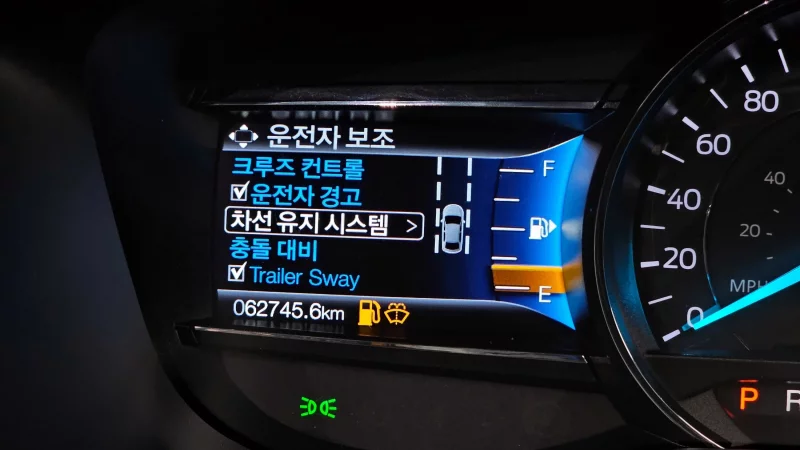 운전자 보조
크루즈 컨트롤
운전자 경고
차선 유지 시스템 >
충돌 대비
Trailer Sway
062745.6km
F
E
80
60
40
20
0
40
20
MPH
P R